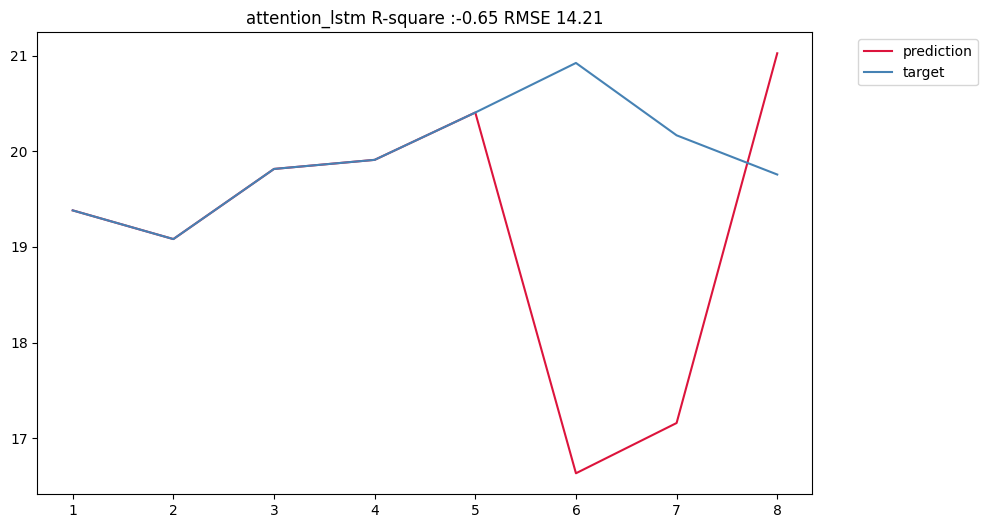 attention_lstm R-square :-0.65 RMSE 14.21
prediction
target
21
20
19
18
17
1 2 3 4 5 6 7 8